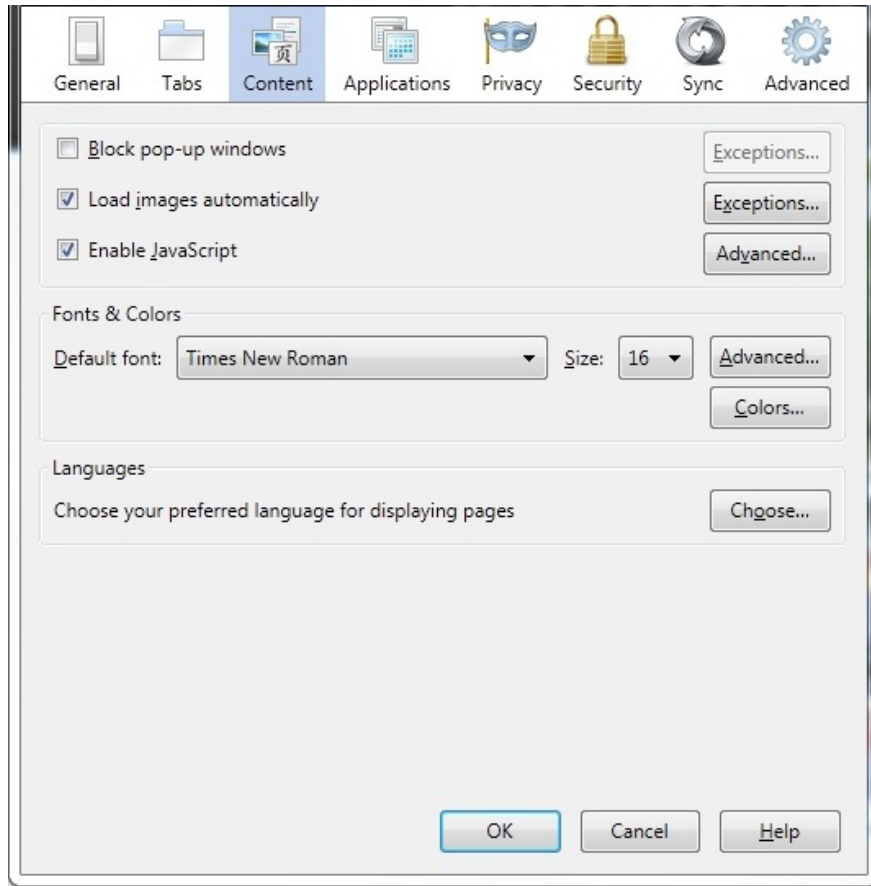 页
General Tabs Content Applications Privacy Security Sync Advanced
Block pop-up windows Exceptions...
Load images automatically Exceptions...
Enable JavaScript Advanced...
Fonts & Colors
Default font: Times New Roman Size: 16 Advanced...
Colors...
Languages
Choose your preferred language for displaying pages Choose...
OK Cancel Help